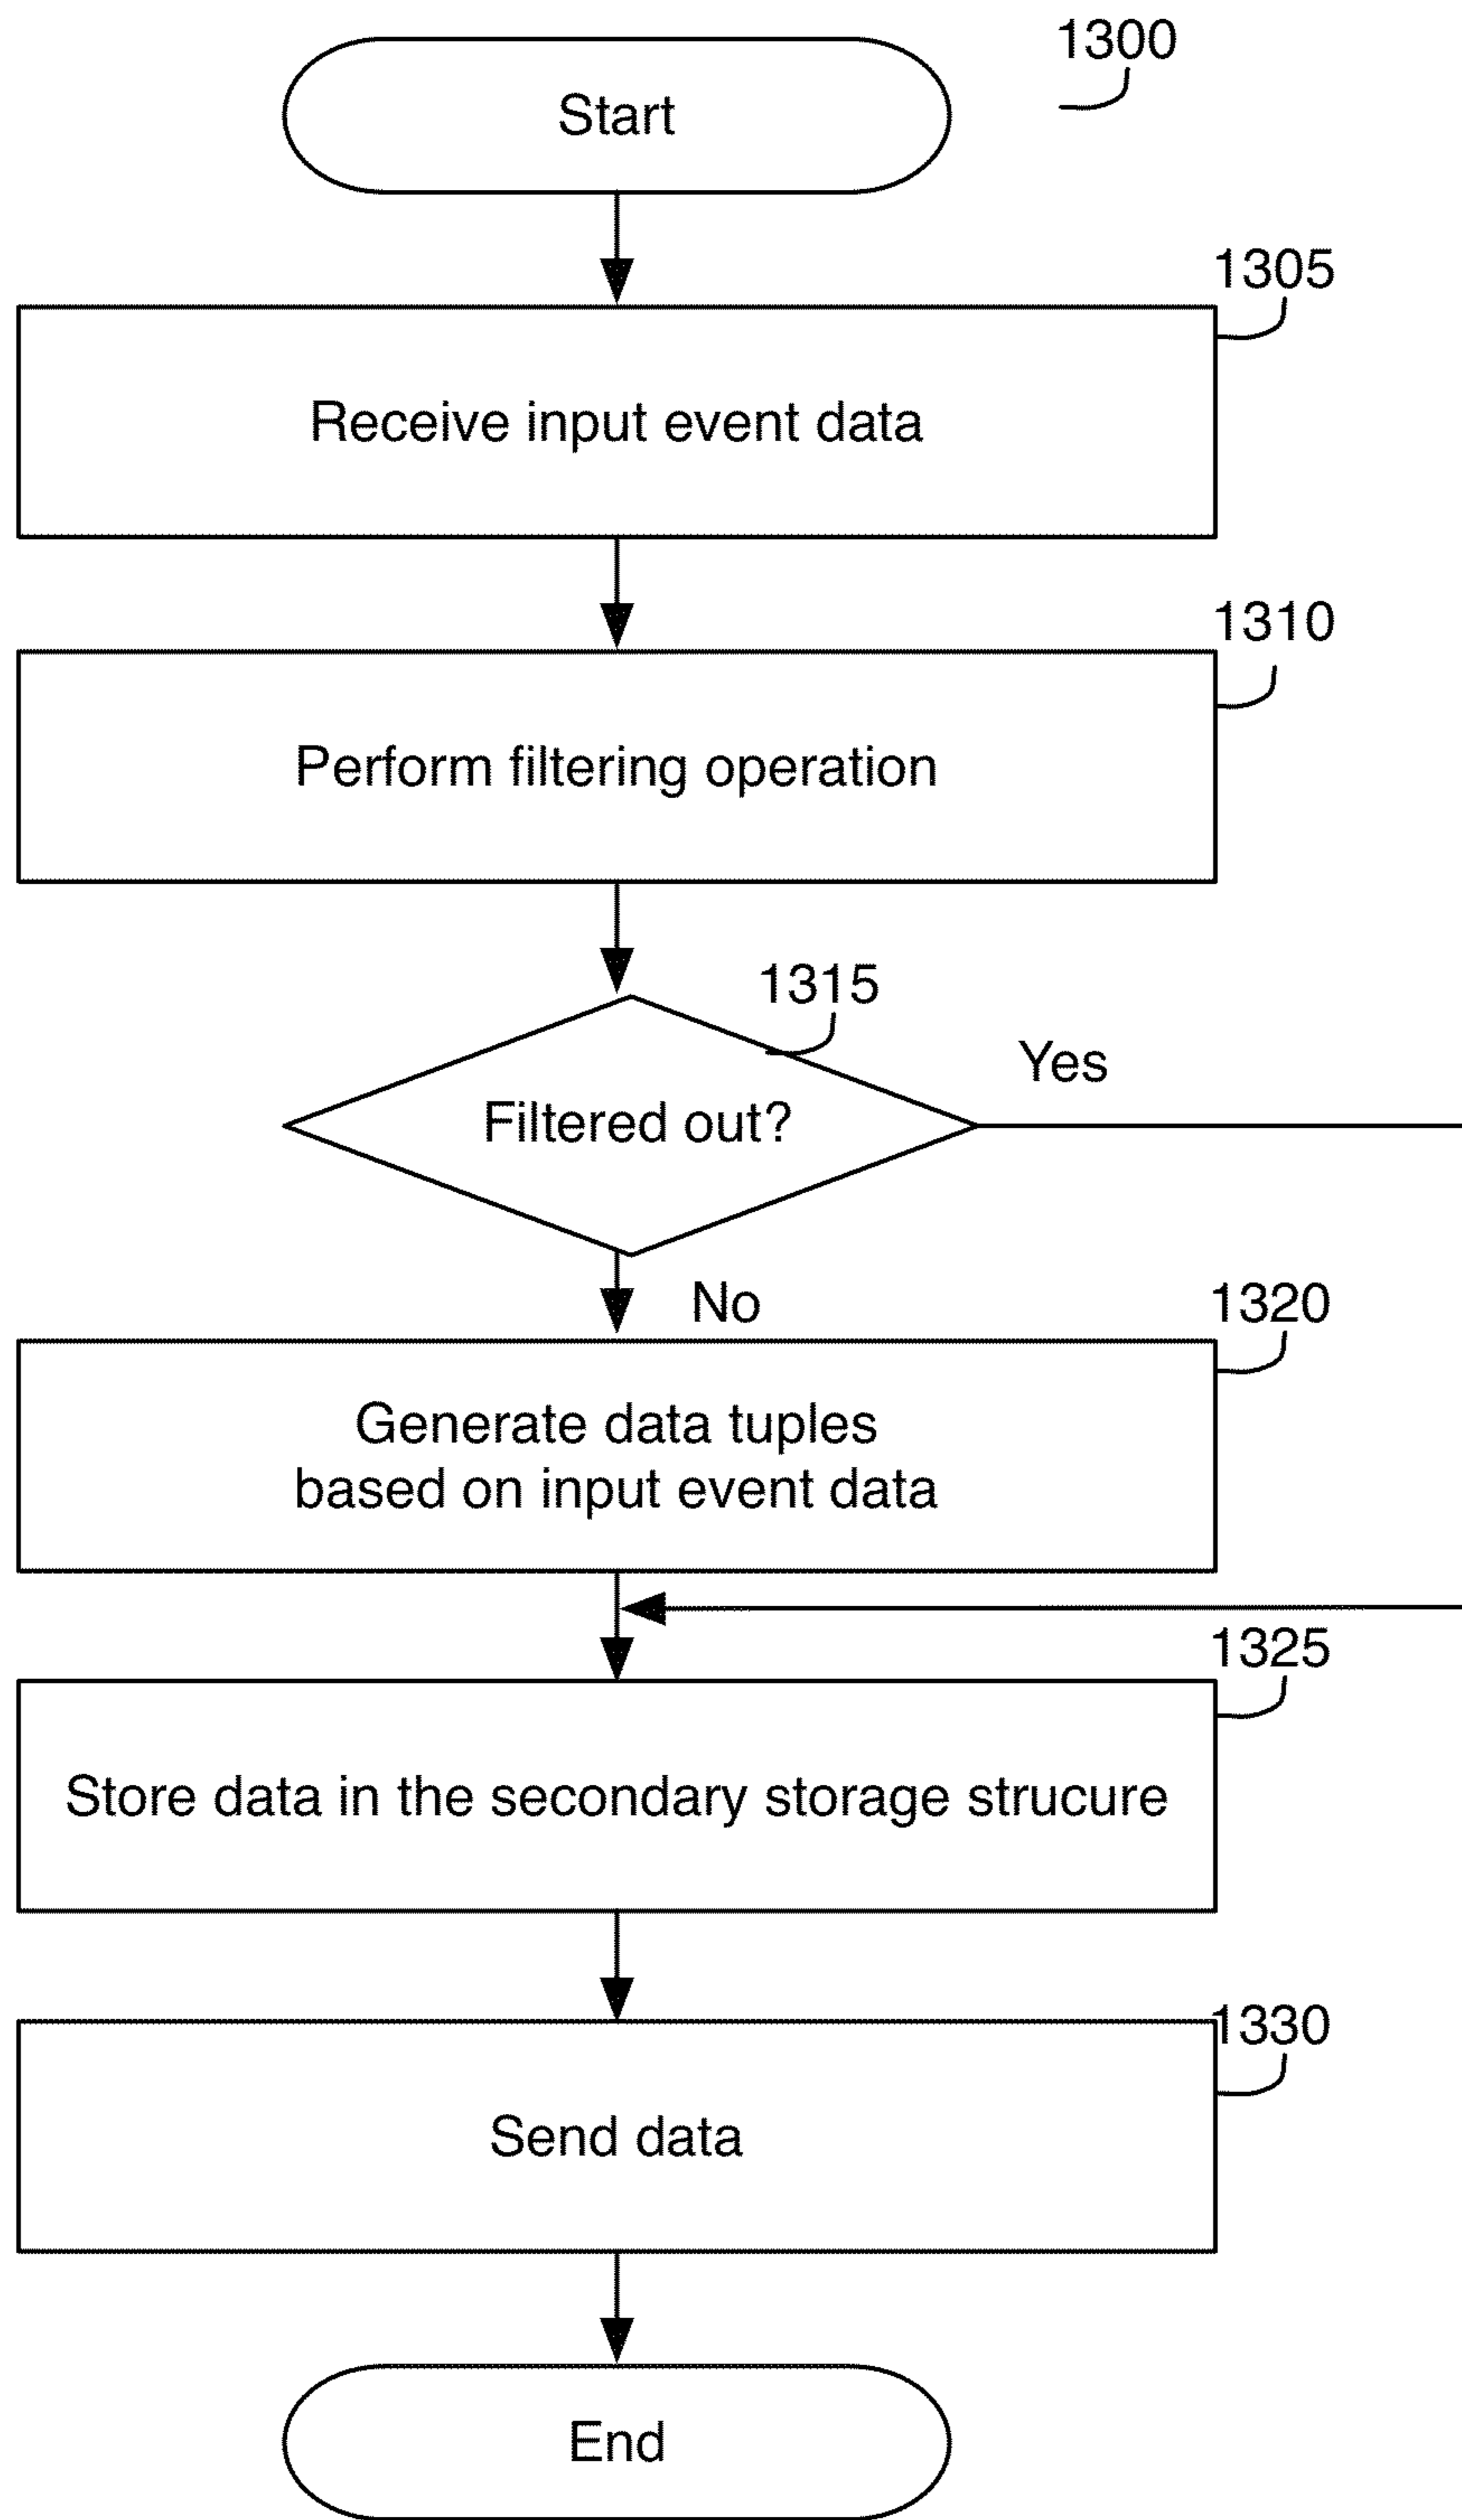 1300
Start
1305
Receive input event data
1310
Perform filtering operation
1315
Yes
Filtered out?
No
1320
Generate data tuples
based on input event data
1325
Store data in the secondary storage strucure
1330
Send data
End